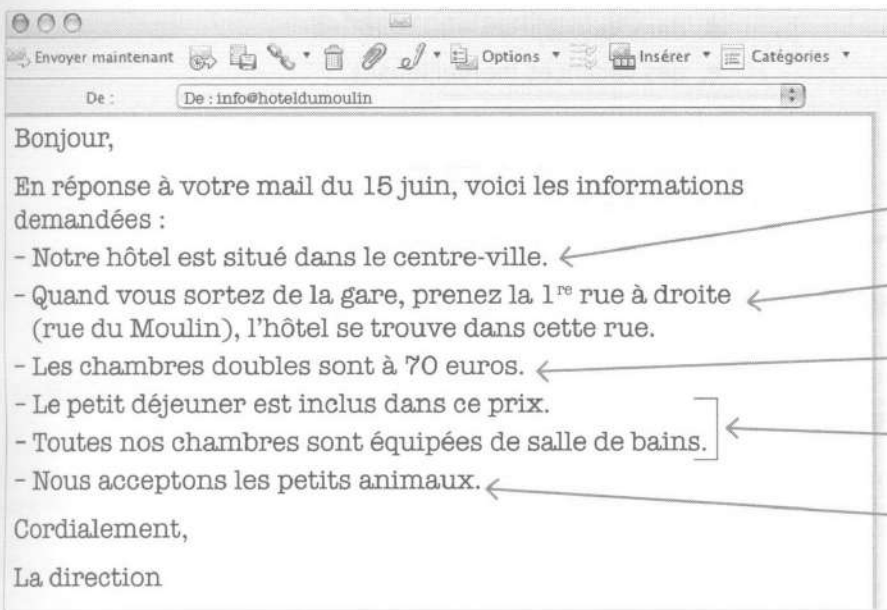 Envoyer maintenant Options Insérer Catégories
De : De : info@hoteldumoulin
Bonjour,
En réponse à votre mail du 15 juin, voici les informations
demandées :
- Notre hôtel est situé dans le centre-ville.
- Quand vous sortez de la gare, prenez la 1re rue à droite
(rue du Moulin), l'hôtel se trouve dans cette rue.
- Les chambres doubles sont à 70 euros.
- Le petit déjeuner est inclus dans ce prix.
- Toutes nos chambres sont équipées de salle de bains.
- Nous acceptons les petits animaux.
Cordialement,
La direction